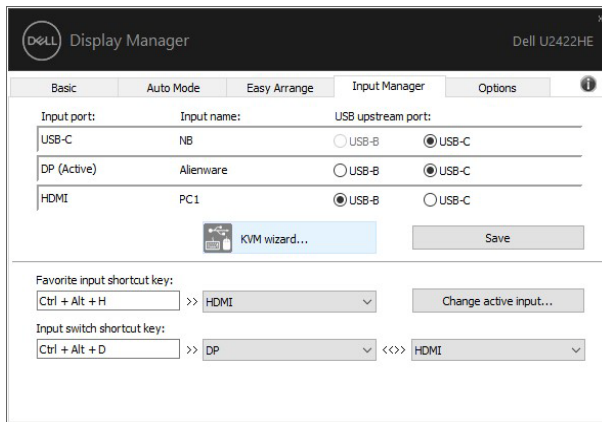 DELL Display Manager Dell U2422HE
Basic Auto Mode Easy Arrange Input Manager Options
Input port: Input name: USB upstream port:
USB-C NB USB-B USB-C
DP (Active) Alienware USB-B USB-C
HDMI PC1 USB-B USB-C
KVM wizard... Save
Favorite input shortcut key:
Ctrl + Alt + H >> HDMI Change active input...
Input switch shortcut key:
Ctrl + Alt + D >> DP <<>> HDMI